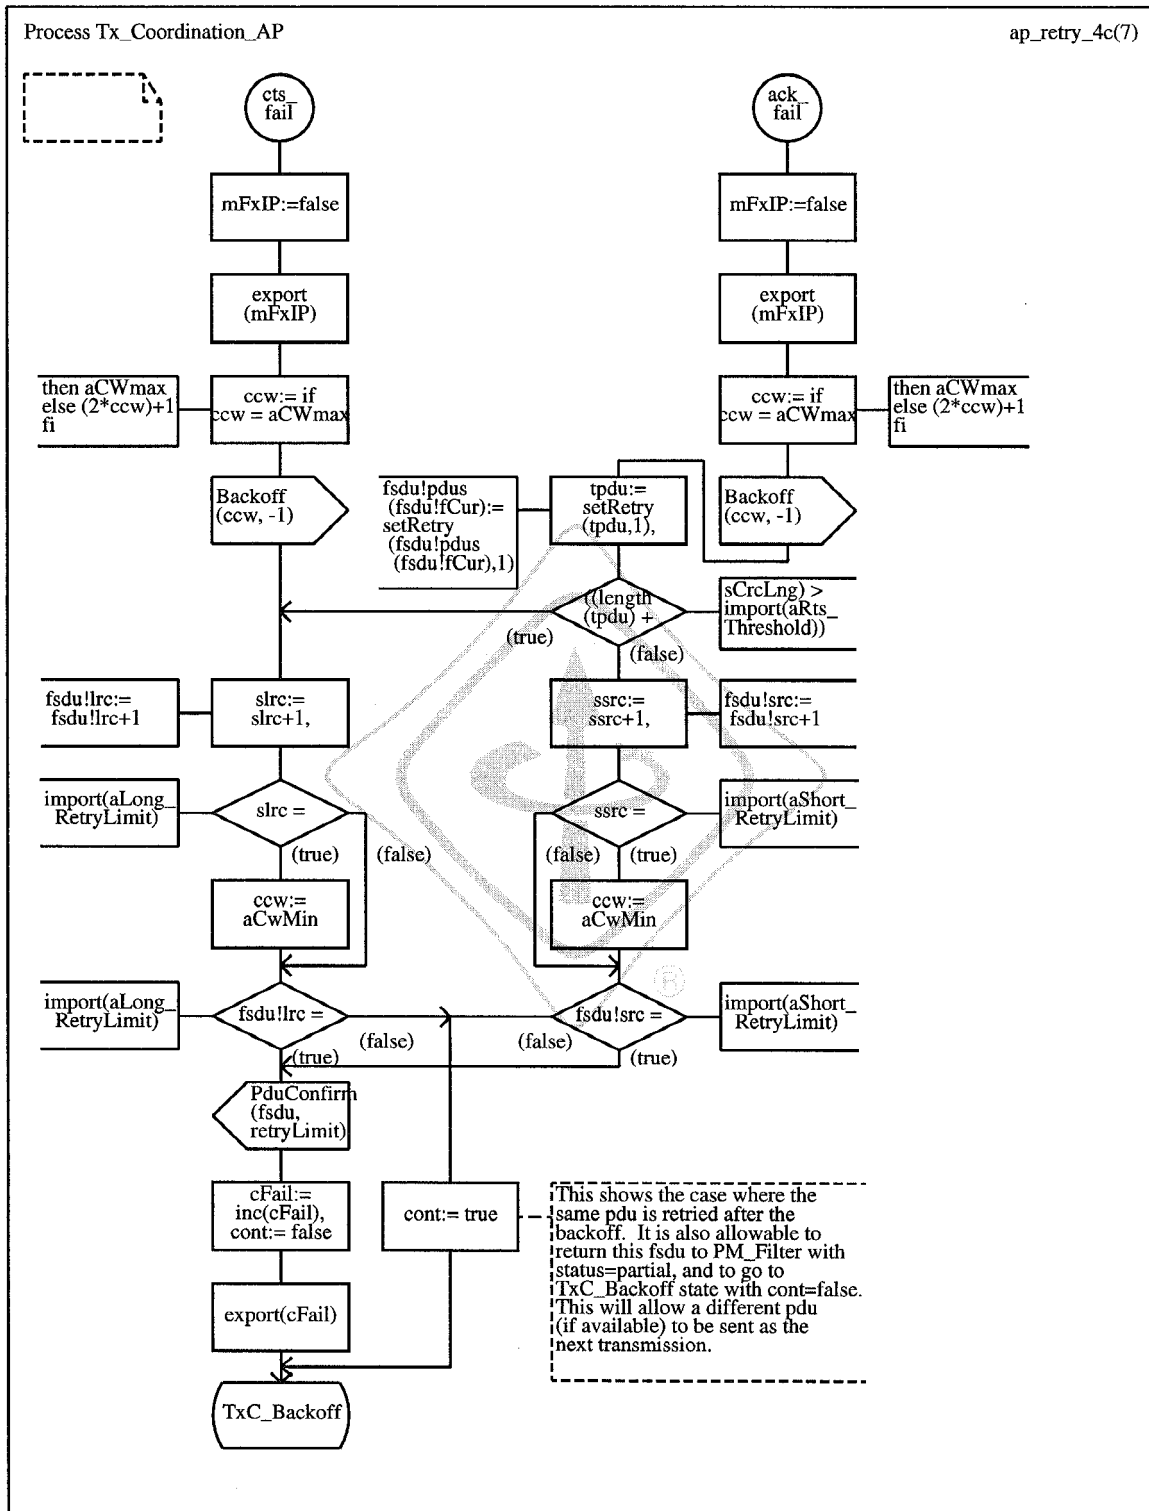 Process Tx_Coordination_AP
ap_retry_4c(7)
cts_
fail
mFxIP:=false
export
(mFxIP)
then aCWmax
else (2*ccw)+1
fi
ccw:= if
ccw = aCWmax
Backoff
(ccw, -1)
ack_
fail
mFxIP:=false
export
(mFxIP)
ccw:= if
ccw = aCWmax
then aCWmax
else (2*ccw)+1
fi
Backoff
(ccw, -1)
fsdu!pdus
(fsdu!fCur):=
setRetry
(fsdu!pdus
(fsdu!fCur),1)
tpdu:=
setRetry
(tpdu,1),
((length
(tpdu) +
sCrcLng) >
import(aRts_
Threshold))
(true)
(false)
fsdu!lrc:=
fsdu!lrc+1
slrc:=
slrc+1,
ssrc:=
ssrc+1,
fsdu!src:=
fsdu!src+1
import(aLong_
RetryLimit)
slrc =
(true)
(false)
ssrc =
import(aShort_
RetryLimit)
(false)
(true)
ccw:=
aCwMin
ccw:=
aCwMin
®
import(aLong_
RetryLimit)
fsdu!lrc =
(true)
(false)
fsdu!src =
import(aShort_
RetryLimit)
(false)
(true)
PduConfirm
(fsdu,
retryLimit)
cFail:=
inc(cFail),
cont:= false
cont:= true
This shows the case where the
same pdu is retried after the
backoff. It is also allowable to
return this fsdu to PM_Filter with
status=partial, and to go to
TxC_Backoff state with cont=false.
This will allow a different pdu
(if available) to be sent as the
next transmission.
export(cFail)
TxC_Backoff